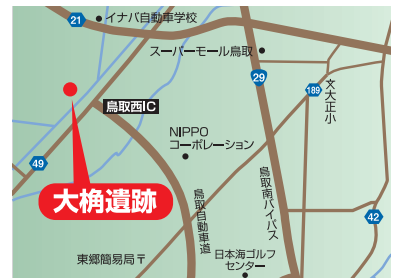 21
イナバ自動車学校
スーパーモール鳥取
29
189
文
大正小
鳥取西IC
NIPPO
コーポレーション
49
大桷遺跡
鳥取自動車道
鳥取南バイパス
42
東郷簡易局〒
日本海ゴルフ
センター